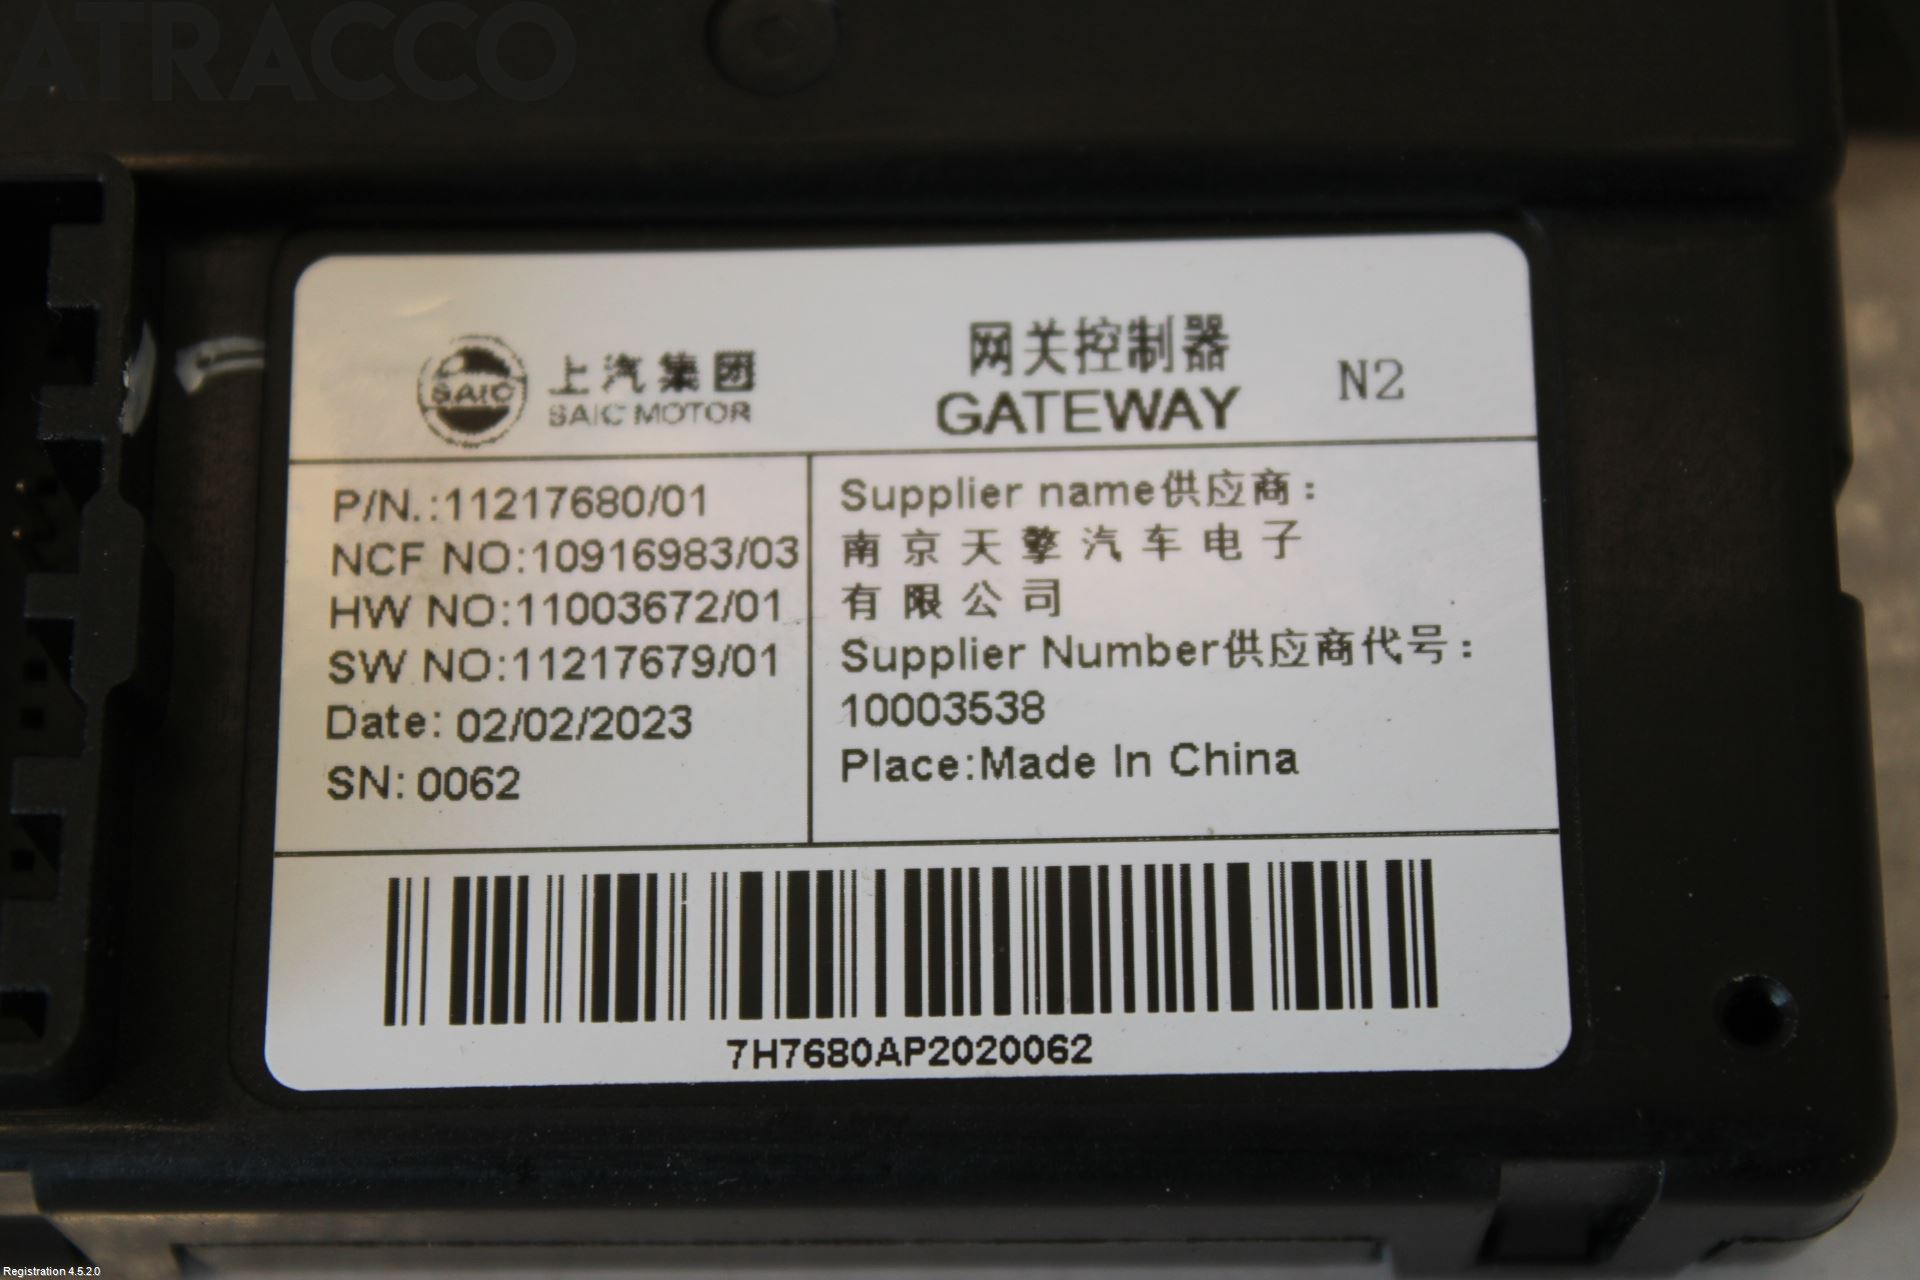 ATRACCO
SAIC
上汽集团
SAIC MOTOR
网关控制器
GATEWAY
N2
P/N.:11217680/01
NCF NO:10916983/03
HW NO:11003672/01
SW NO:11217679/01
Date: 02/02/2023
SN: 0062
Supplier name供应商：
南京天擎汽车电子
有限公司
Supplier Number供应商代号：
10003538
Place:Made In China
7H7680AP2020062
Registration 4.5.2.0